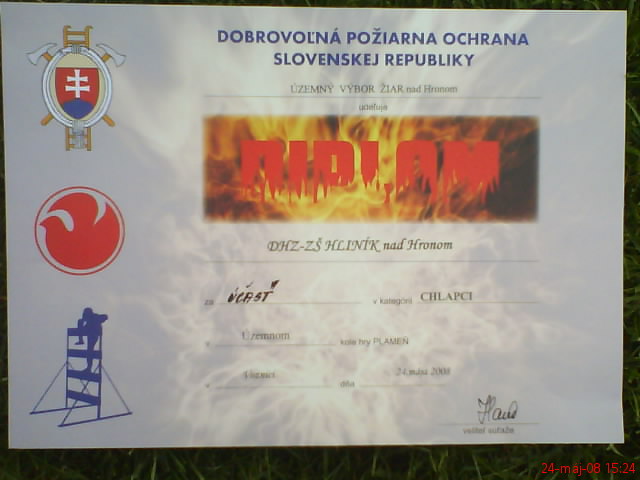 DOBROVOĽNÁ POŽIARNA OCHRANA
SLOVENSKEJ REPUBLIKY
ÚZEMNÝ VÝBOR ŽIAR nad Hronom
udeľuje
DIPLOM
DHZ-ZŠ HLINÍK nad Hronom
za ÚČASŤ v kategórii CHLAPCI
v Územnom kole hry PLAMEŇ
v dňa 24.mája 2008
veliteľ súťaže
24-máj-08 15:24